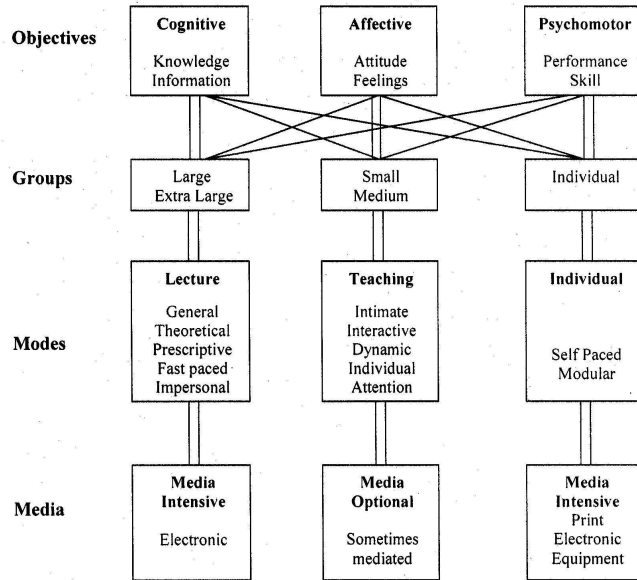 Objectives
Cognitive
Knowledge
Information
Affective
Attitude
Feelings
Psychomotor
Performance
Skill
Groups
Large
Extra Large
Small
Medium
Individual
Modes
Lecture
General
Theoretical
Prescriptive
Fast paced
Impersonal
Teaching
Intimate
Interactive
Dynamic
Individual
Attention
Individual
Self Paced
Modular
Media
Media
Intensive
Electronic
Media
Optional
Sometimes
mediated
Media
Intensive
Print
Electronic
Equipment